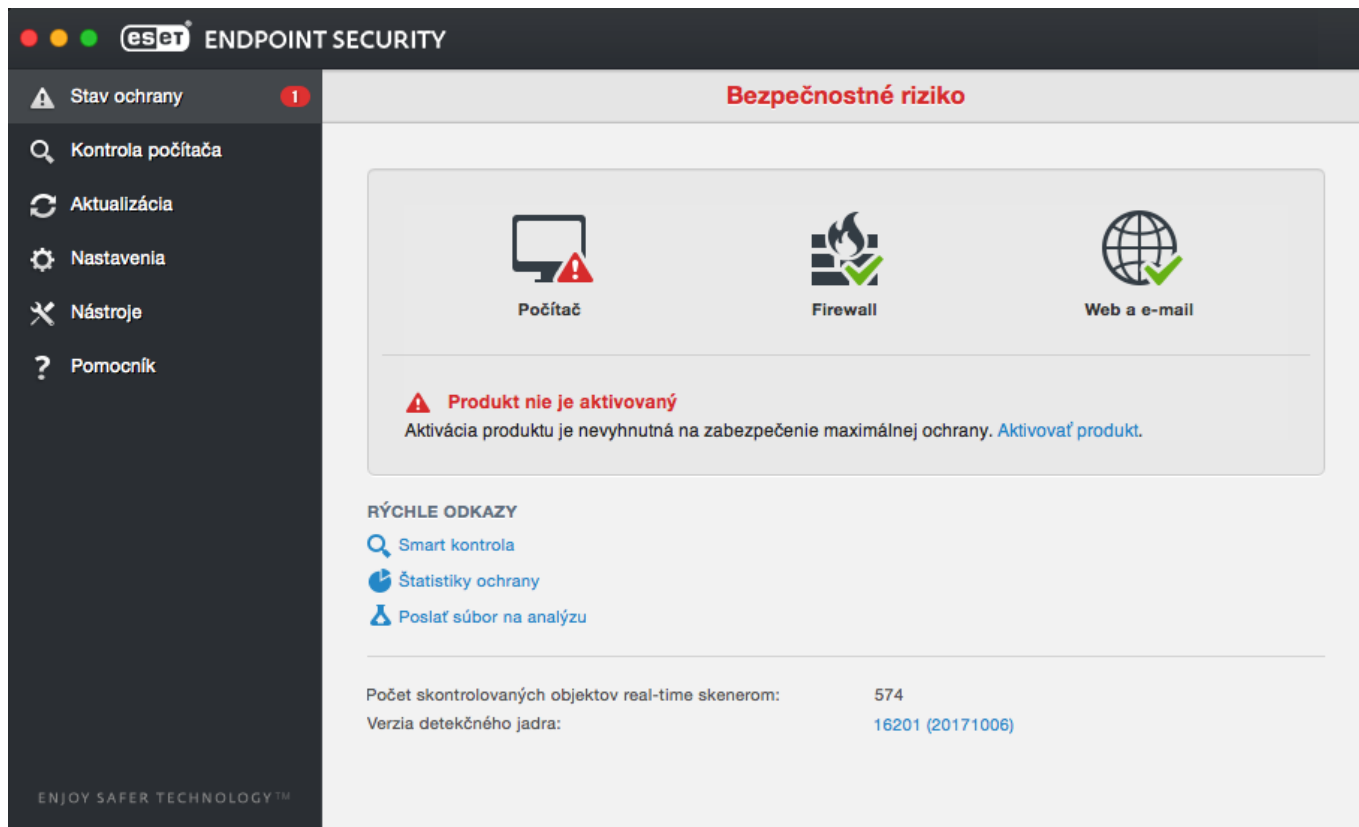 eset ENDPOINT SECURITY
Stav ochrany 1
Kontrola počítača
Aktualizácia
Nastavenia
Nástroje
Pomocník
ENJOY SAFER TECHNOLOGY™
Bezpečnostné riziko
Počítač Firewall Web a e-mail
Produkt nie je aktivovaný
Aktivácia produktu je nevyhnutná na zabezpečenie maximálnej ochrany. Aktivovať produkt.
RÝCHLE ODKAZY
Smart kontrola
Štatistiky ochrany
Poslať súbor na analýzu
Počet skontrolovaných objektov real-time skenerom: 574
Verzia detekčného jadra: 16201 (20171006)